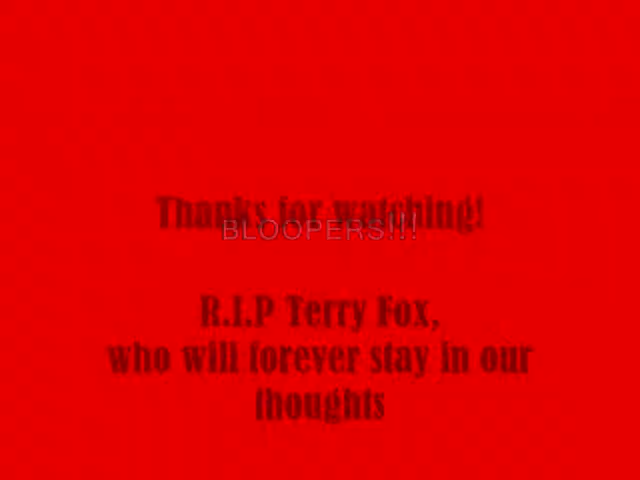 Thanks for watching!
BLOOPERS!!!
R.I.P Terry Fox,
who will forever stay in our
thoughts